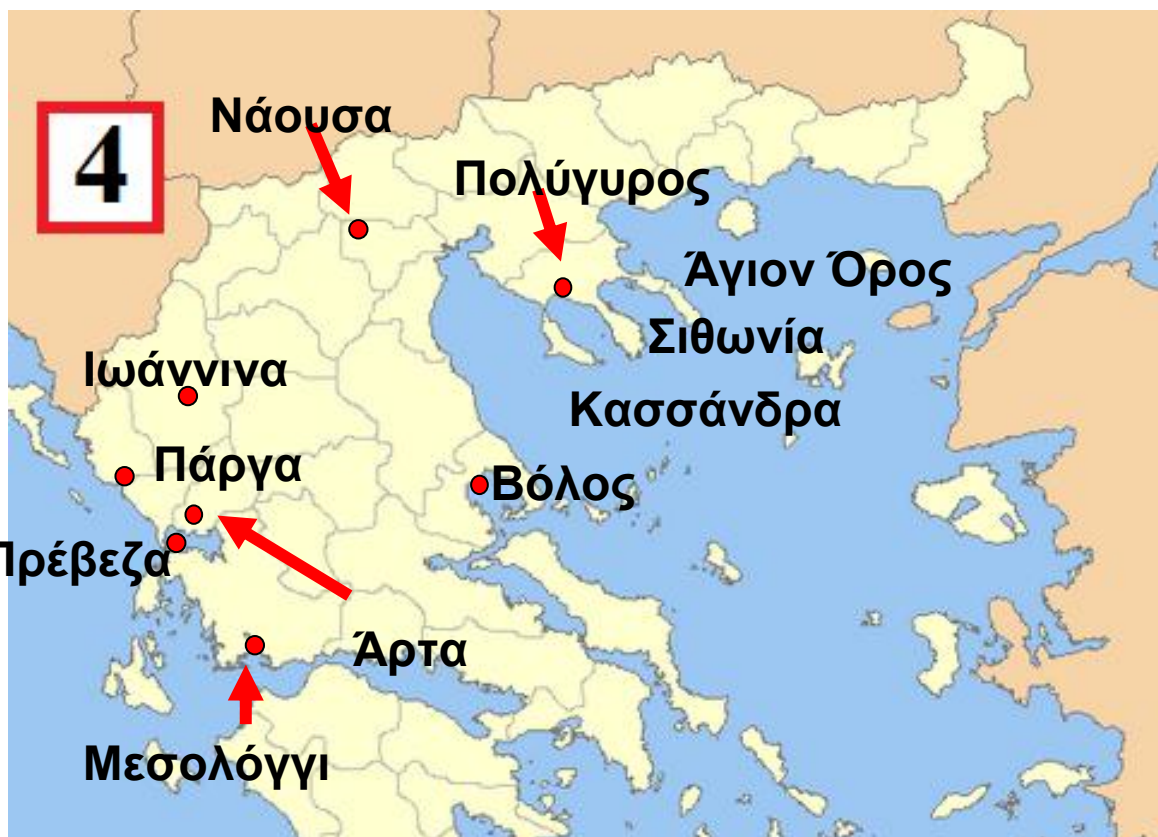 4
Νάουσα
Πολύγυρος
Άγιον Όρος
Σιθωνία
Ιωάννινα
Κασσάνδρα
Πάργα
Βόλος
Πρέβεζα
Άρτα
Μεσολόγγι